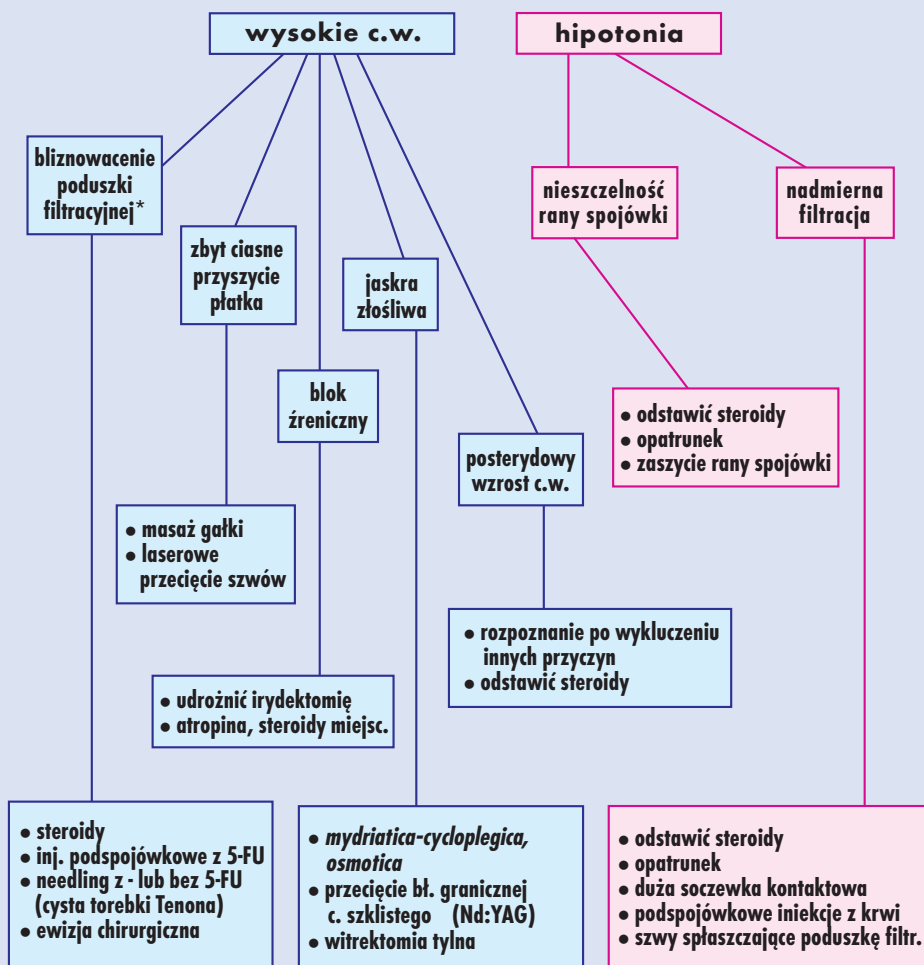 wysokie c.w.
hipotonia
bliznowacenie
poduszki
filtracyjnej*
zbyt ciasne
przyszycie
płatka
jaskra
złośliwa
nieszczelność
rany spojówki
nadmierna
filtracja
blok
źreniczny
posterydowy
wzrost c.w.
• odstawić steroidy
• opatrunek
• zaszycie rany spojówki
• masaż gałki
• laserowe
przecięcie szwów
• rozpoznanie po wykluczeniu
innych przyczyn
• odstawić steroidy
• udrożnić irydektomię
• atropina, steroidy miejsc.
• steroidy
• inj. podspojówkowe z 5-FU
• needling z - lub bez 5-FU
(cysta torebki Tenona)
• ewizja chirurgiczna
• mydriatica-cycloplegica,
osmotica
• przecięcie bł. granicznej
c. szklistego (Nd:YAG)
• witrektomia tylna
• odstawić steroidy
• opatrunek
• duża soczewka kontaktowa
• podspojówkowe iniekcje z krwi
• szwy spłaszczające poduszkę filtr.